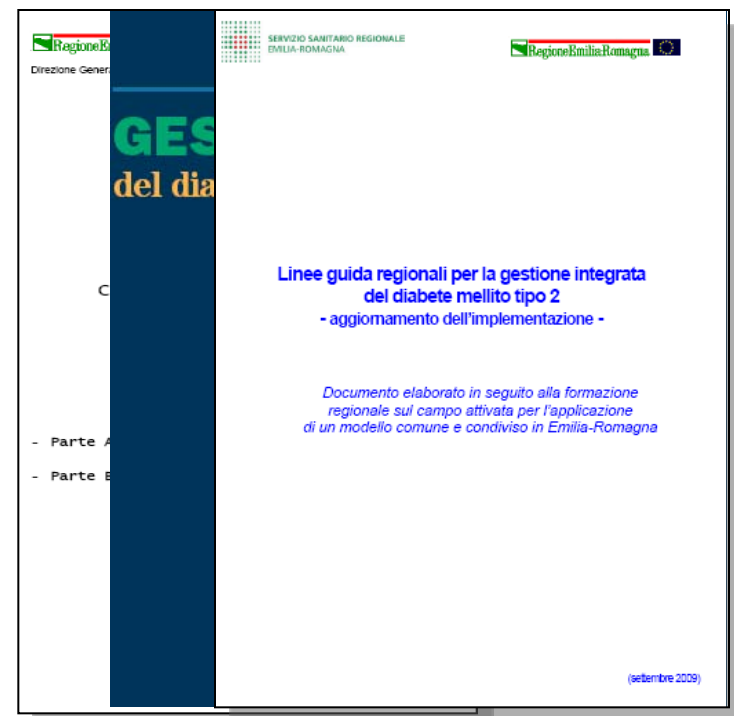 RegioneE
Direzione Gener
C
- Parte A
- Parte B
GES
del dia
SERVIZIO SANITARIO REGIONALE
EMILIA-ROMAGNA
RegioneEmilia-Romagna
Linee guida regionali per la gestione integrata
del diabete mellito tipo 2
- aggiornamento dell'implementazione -
Documento elaborato in seguito alla formazione
regionale sul campo attivata per l'applicazione
di un modello comune e condiviso in Emilia-Romagna
(settembre 2009)